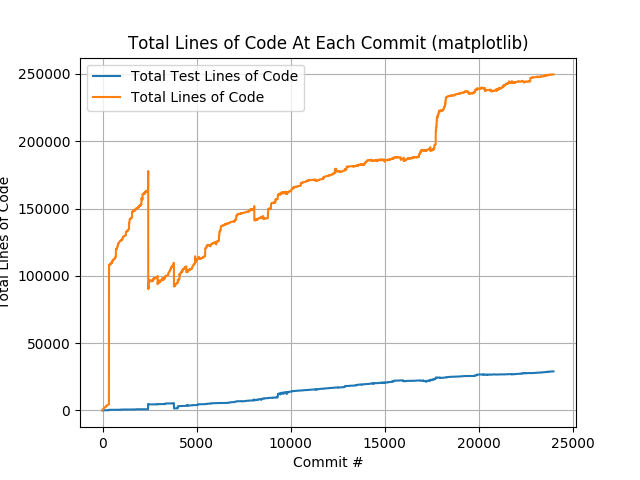 Total Lines of Code At Each Commit (matplotlib)
Total Test Lines of Code
Total Lines of Code
250000
200000
150000
100000
50000
0
Total Lines of Code
0 5000 10000 15000 20000 25000
Commit #